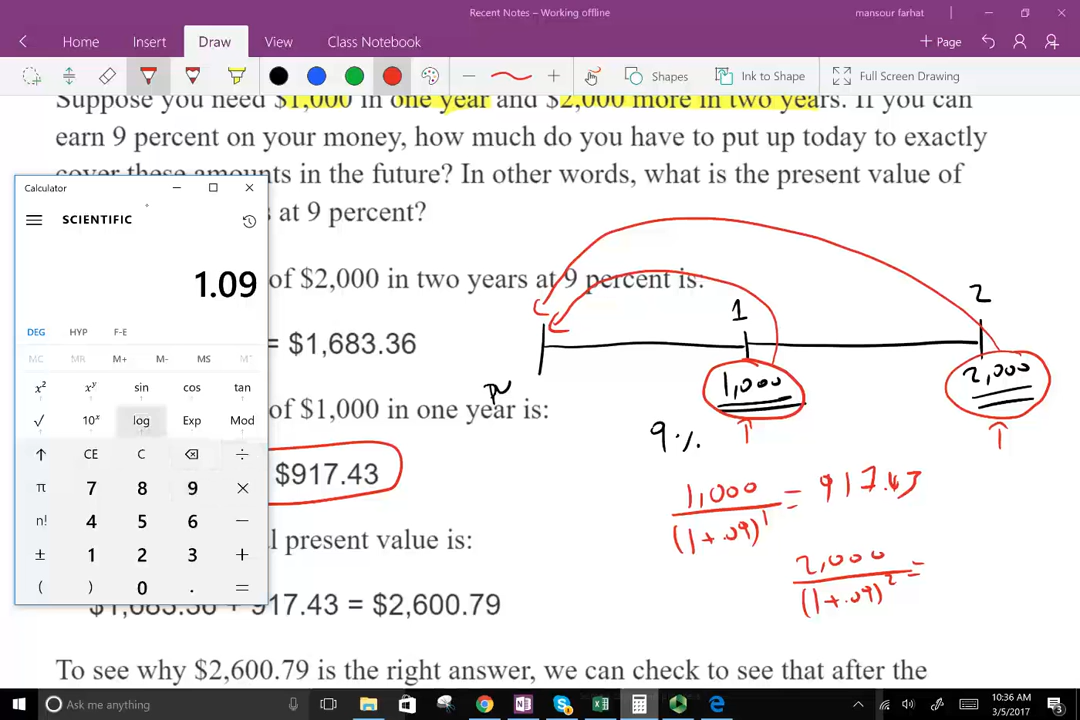 Recent Notes – Working offline
mansour farhat
Home Insert Draw View Class Notebook
+ Page
Shapes Ink to Shape Full Screen Drawing
Suppose you need $1,000 in one year and $2,000 more in two years. If you can
earn 9 percent on your money, how much do you have to put up today to exactly
cover these amounts in the future? In other words, what is the present value of
at 9 percent?
of $2,000 in two years at 9 percent is:
= $1,683.36
of $1,000 in one year is:
$917.43
l present value is:
$1,683.36 + 917.43 = $2,600.79
To see why $2,600.79 is the right answer, we can check to see that after the
Calculator
SCIENTIFIC
1.09
DEG HYP F-E
MC MR M+ M- MS M
x² xʸ sin cos tan
√ 10ˣ log Exp Mod
↑ CE C ÷
π 7 8 9 ×
n! 4 5 6 −
± 1 2 3 +
( ) 0 . =
1 2
PV 1,000 2,000
9%
1,000 = 917.43
(1+.09)¹
2,000 =
(1+.09)²
Ask me anything
10:36 AM
3/5/2017
3